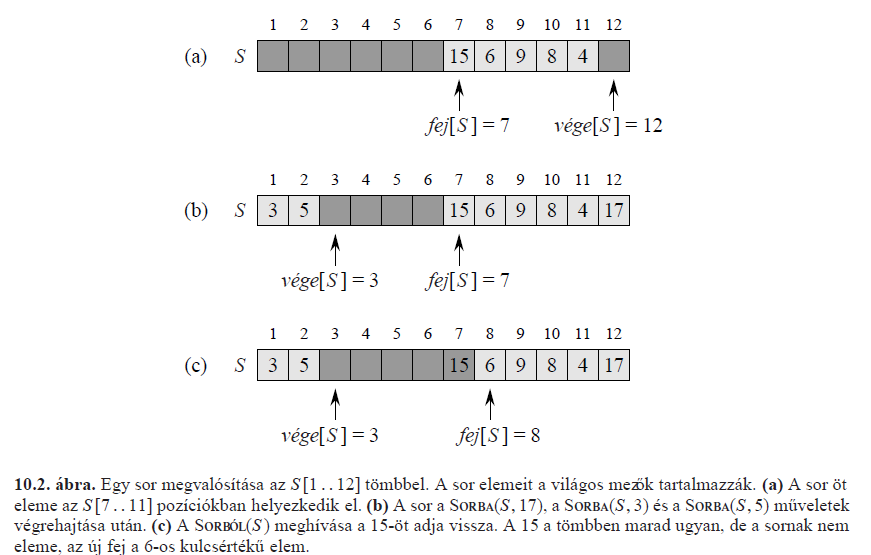 1 2 3 4 5 6 7 8 9 10 11 12
(a) S 15 6 9 8 4
fej[S] = 7 vége[S] = 12
1 2 3 4 5 6 7 8 9 10 11 12
(b) S 3 5 15 6 9 8 4 17
vége[S] = 3 fej[S] = 7
1 2 3 4 5 6 7 8 9 10 11 12
(c) S 3 5 15 6 9 8 4 17
vége[S] = 3 fej[S] = 8
10.2. ábra. Egy sor megvalósítása az S[1 . . 12] tömbbel. A sor elemeit a világos mezők tartalmazzák. (a) A sor öt
eleme az S[7 . . 11] pozíciókban helyezkedik el. (b) A sor a SORBA(S, 17), a SORBA(S, 3) és a SORBA(S, 5) műveletek
végrehajtása után. (c) A SORBÓL(S) meghívása a 15-öt adja vissza. A 15 a tömbben marad ugyan, de a sornak nem
eleme, az új fej a 6-os kulcsértékű elem.